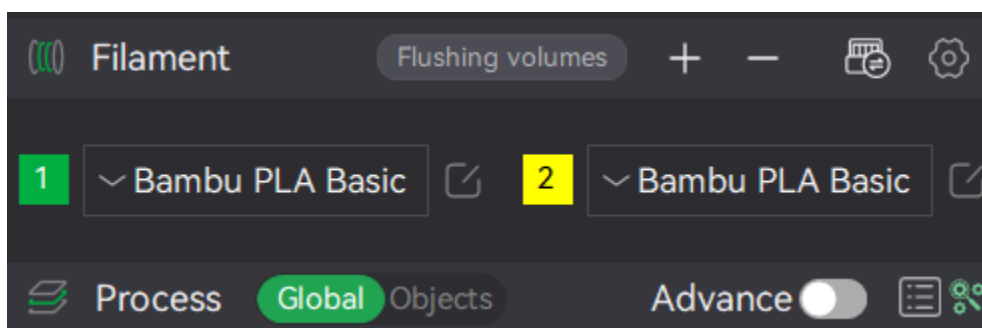 Filament Flushing volumes
1 Bambu PLA Basic 2 Bambu PLA Basic
Process Global Objects Advance